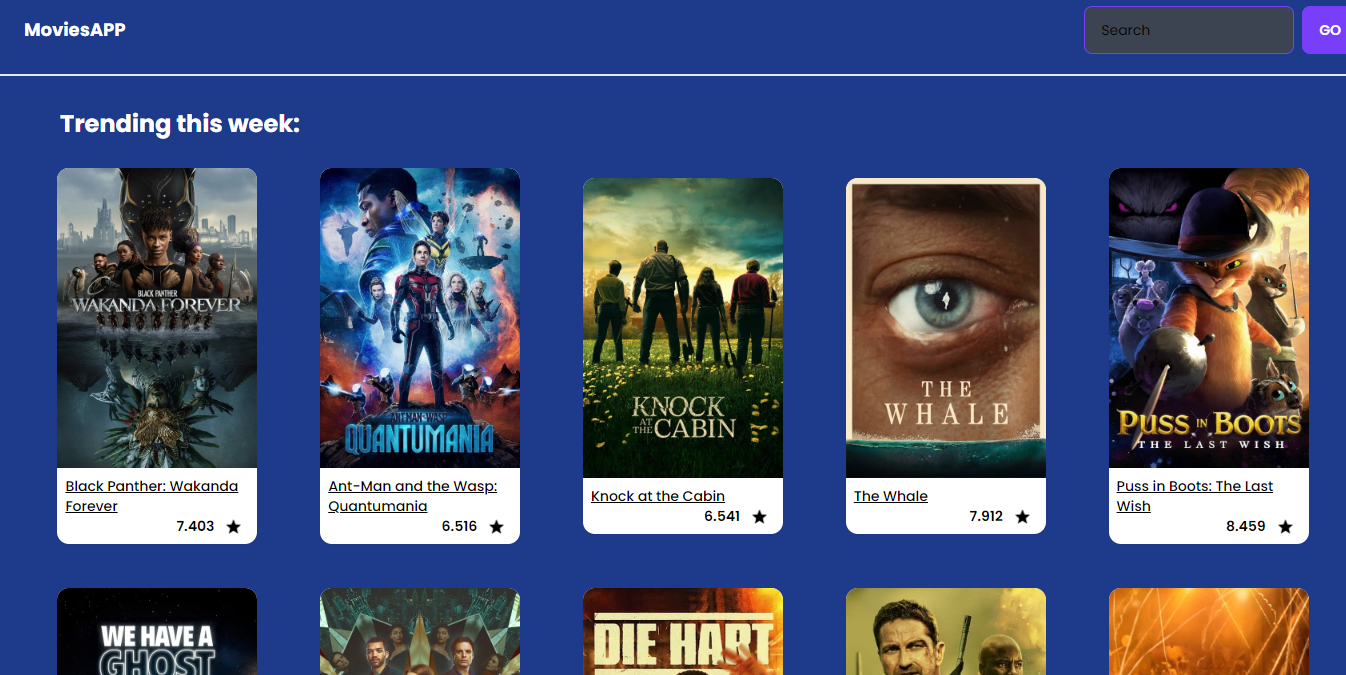 MoviesAPP
Search
GO
Trending this week:
BLACK PANTHER
WAKANDA FOREVER
ANT-MAN AND THE WASP
QUANTUMANIA
KNOCK
AT THE CABIN
THE
WHALE
PUSS IN BOOTS
THE LAST WISH
Black Panther: Wakanda
Forever
7.403
Ant-Man and the Wasp:
Quantumania
6.516
Knock at the Cabin
6.541
The Whale
7.912
Puss in Boots: The Last
Wish
8.459
WE HAVE A
GHOST
DIE HART